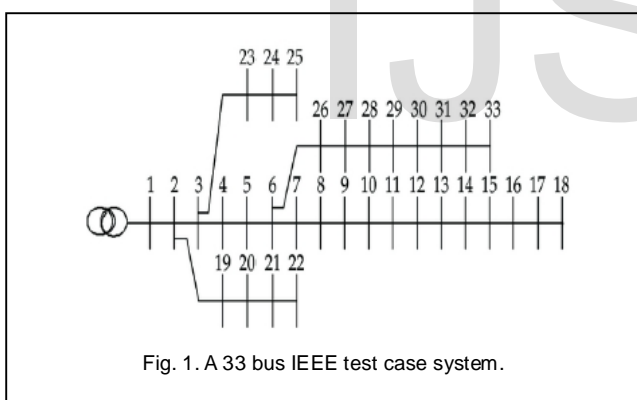 IJS
23 24 25
26 27 28 29 30 31 32 33
1 2 3 4 5 6 7 8 9 10 11 12 13 14 15 16 17 18
19 20 21 22
Fig. 1. A 33 bus IEEE test case system.